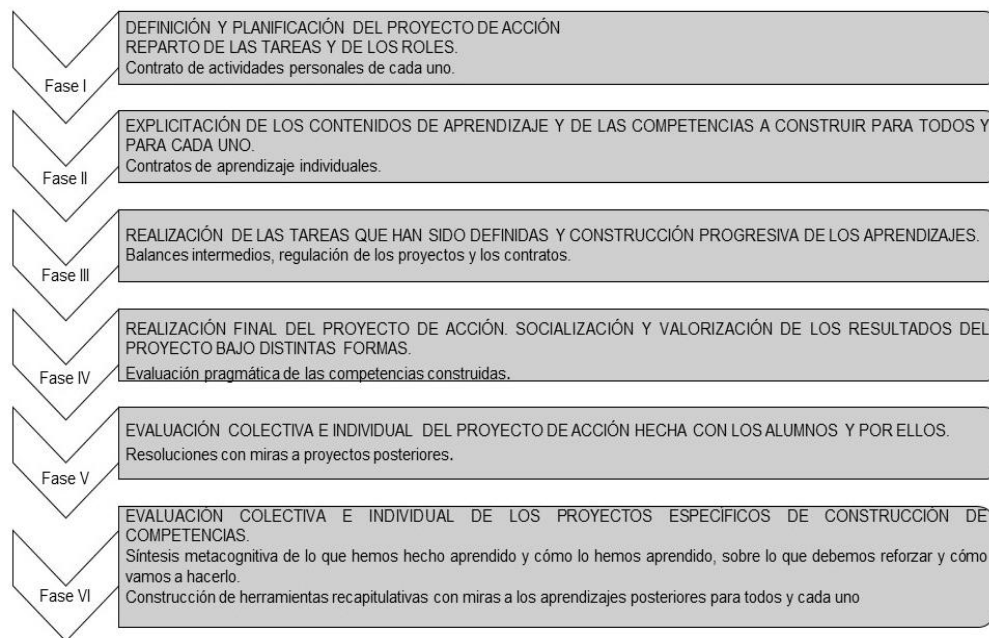 DEFINICIÓN Y PLANIFICACIÓN DEL PROYECTO DE ACCIÓN
REPARTO DE LAS TAREAS Y DE LOS ROLES.
Contrato de actividades personales de cada uno.
Fase I
EXPLICITACIÓN DE LOS CONTENIDOS DE APRENDIZAJE Y DE LAS COMPETENCIAS A CONSTRUIR PARA TODOS Y
PARA CADA UNO.
Contratos de aprendizaje individuales.
Fase II
REALIZACIÓN DE LAS TAREAS QUE HAN SIDO DEFINIDAS Y CONSTRUCCIÓN PROGRESIVA DE LOS APRENDIZAJES.
Balances intermedios, regulación de los proyectos y los contratos.
Fase III
REALIZACIÓN FINAL DEL PROYECTO DE ACCIÓN. SOCIALIZACIÓN Y VALORIZACIÓN DE LOS RESULTADOS DEL
PROYECTO BAJO DISTINTAS FORMAS.
Evaluación pragmática de las competencias construidas.
Fase IV
EVALUACIÓN COLECTIVA E INDIVIDUAL DEL PROYECTO DE ACCIÓN HECHA CON LOS ALUMNOS Y POR ELLOS.
Resoluciones con miras a proyectos posteriores.
Fase V
EVALUACIÓN COLECTIVA E INDIVIDUAL DE LOS PROYECTOS ESPECÍFICOS DE CONSTRUCCIÓN DE
COMPETENCIAS.
Síntesis metacognitiva de lo que hemos hecho aprendido y cómo lo hemos aprendido, sobre lo que debemos reforzar y cómo
vamos a hacerlo.
Construcción de herramientas recapitulativas con miras a los aprendizajes posteriores para todos y cada uno
Fase VI